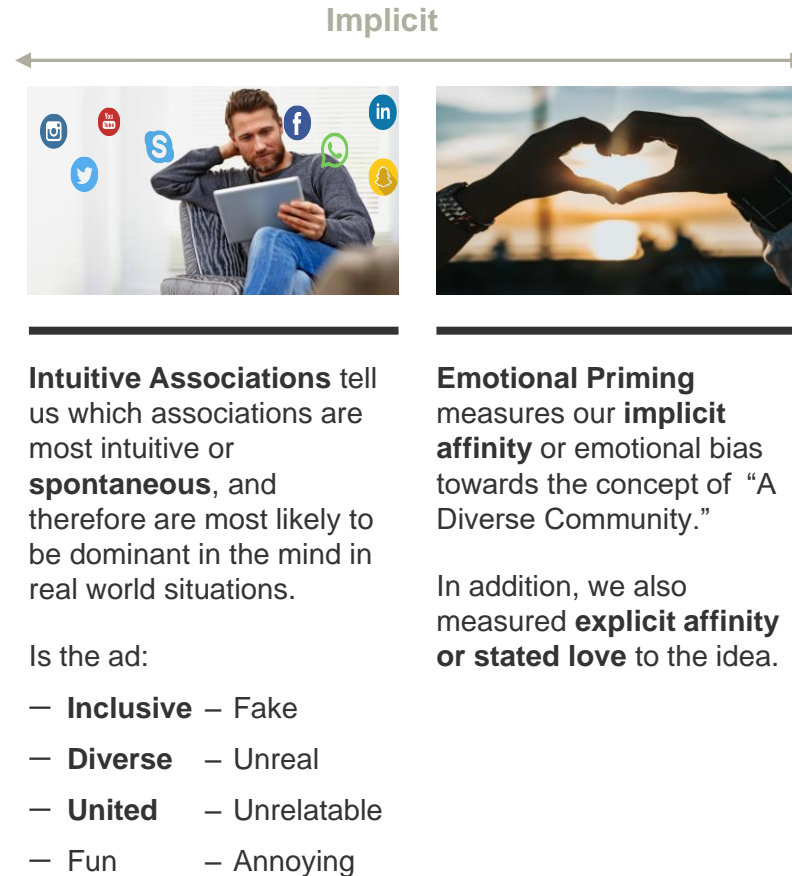 Implicit
You
Tube
f
in
S
Intuitive Associations tell
us which associations are
most intuitive or
spontaneous, and
therefore are most likely to
be dominant in the mind in
real world situations.
Is the ad:
— Inclusive – Fake
— Diverse – Unreal
— United – Unrelatable
— Fun – Annoying
Emotional Priming
measures our implicit
affinity or emotional bias
towards the concept of “A
Diverse Community.”
In addition, we also
measured explicit affinity
or stated love to the idea.